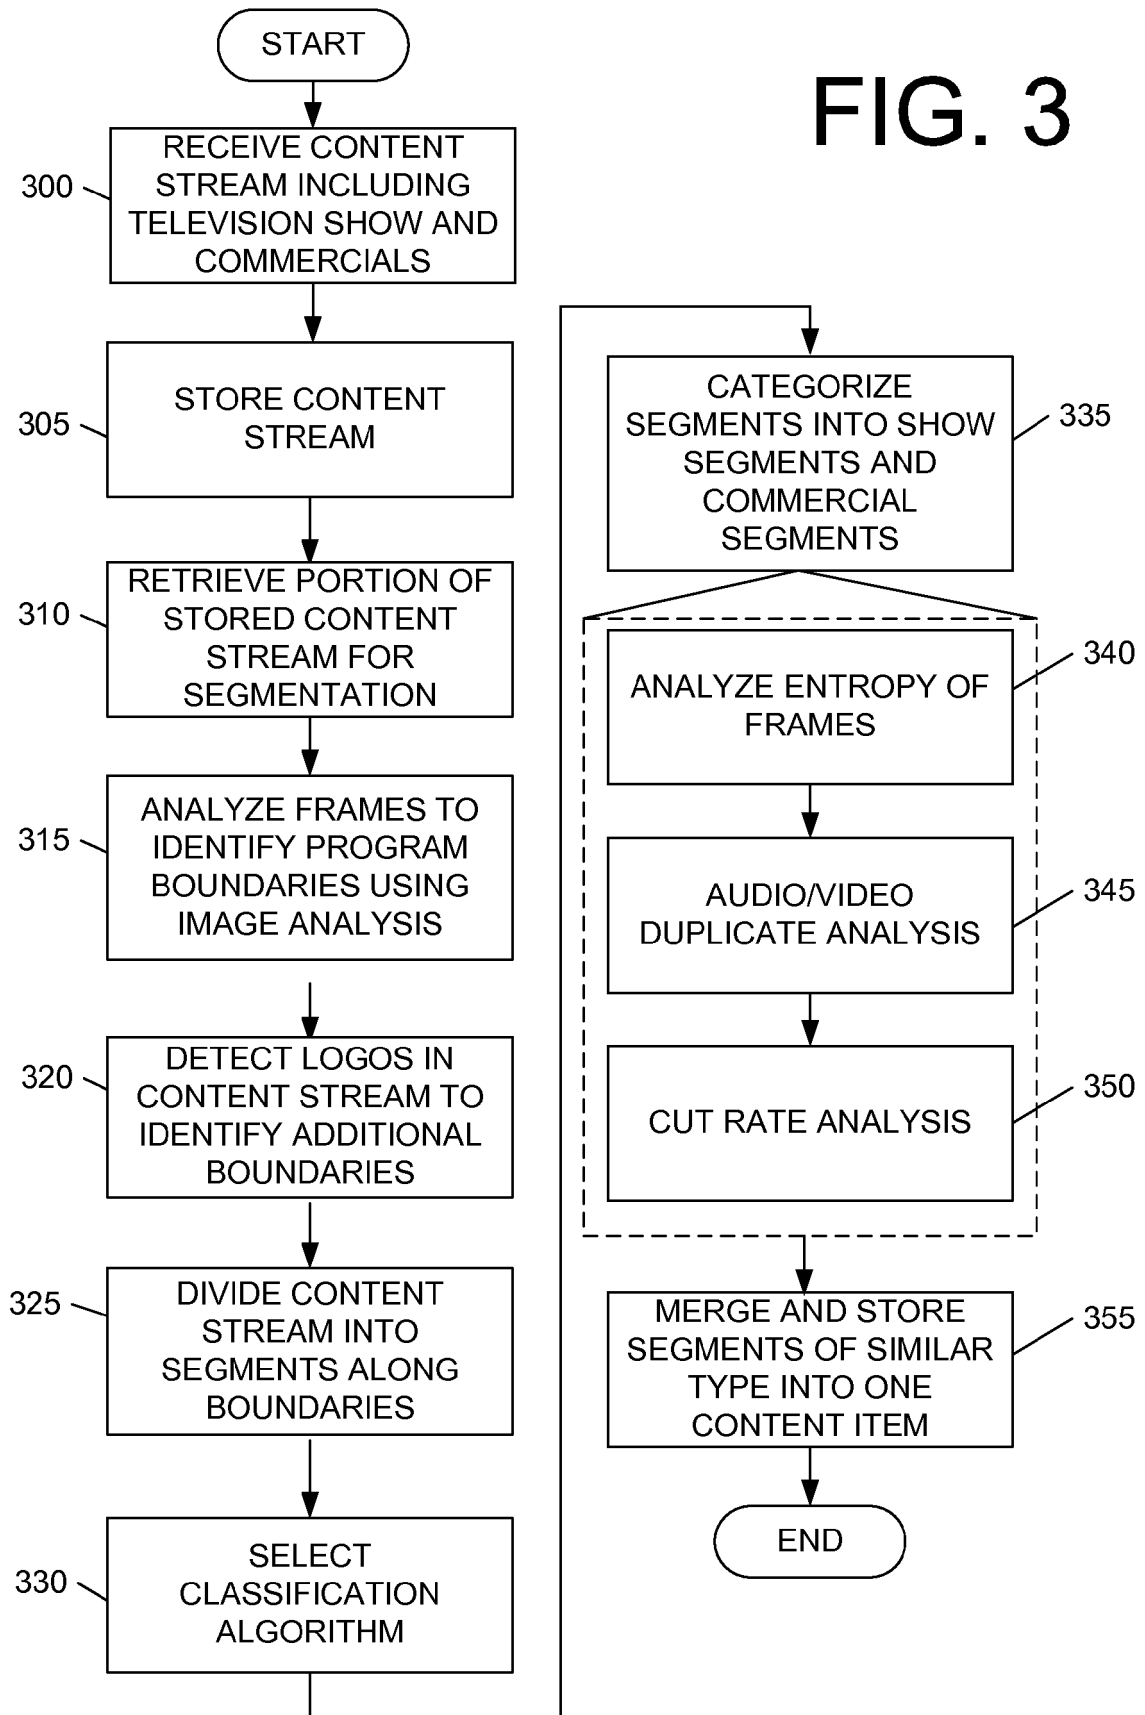 START
FIG. 3
300
RECEIVE CONTENT
STREAM INCLUDING
TELEVISION SHOW AND
COMMERCIALS
305
STORE CONTENT
STREAM
310
RETRIEVE PORTION OF
STORED CONTENT
STREAM FOR
SEGMENTATION
315
ANALYZE FRAMES TO
IDENTIFY PROGRAM
BOUNDARIES USING
IMAGE ANALYSIS
320
DETECT LOGOS IN
CONTENT STREAM TO
IDENTIFY ADDITIONAL
BOUNDARIES
325
DIVIDE CONTENT
STREAM INTO
SEGMENTS ALONG
BOUNDARIES
330
SELECT
CLASSIFICATION
ALGORITHM
CATEGORIZE
SEGMENTS INTO SHOW
SEGMENTS AND
COMMERCIAL
SEGMENTS
335
ANALYZE ENTROPY OF
FRAMES
340
AUDIO/VIDEO
DUPLICATE ANALYSIS
345
CUT RATE ANALYSIS
350
MERGE AND STORE
SEGMENTS OF SIMILAR
TYPE INTO ONE
CONTENT ITEM
355
END